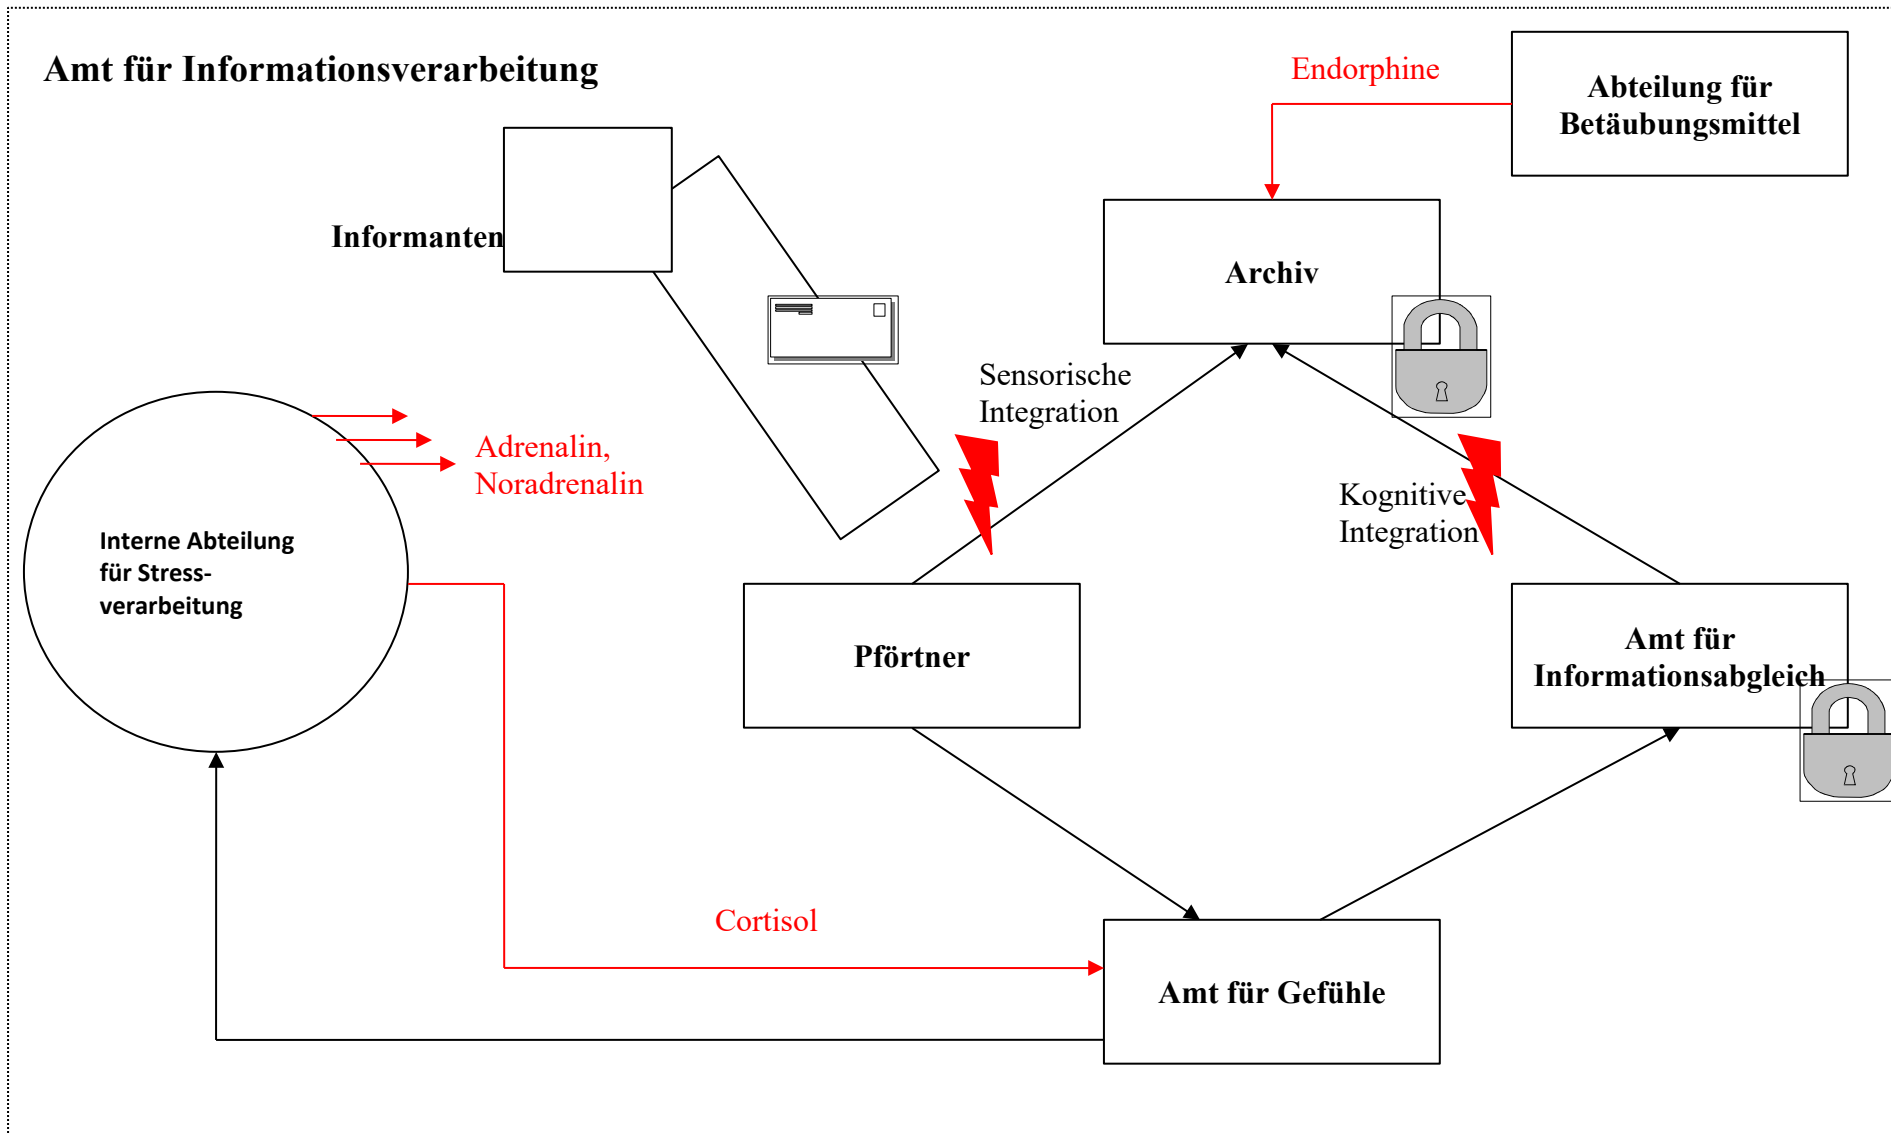 Amt für Informationsverarbeitung
Endorphine
Abteilung für
Betäubungsmittel
Informanten
Archiv
Sensorische
Integration
Adrenalin,
Noradrenalin
Kognitive
Integration
Interne Abteilung
für Stress-
verarbeitung
Pförtner
Amt für
Informationsabgleich
Cortisol
Amt für Gefühle